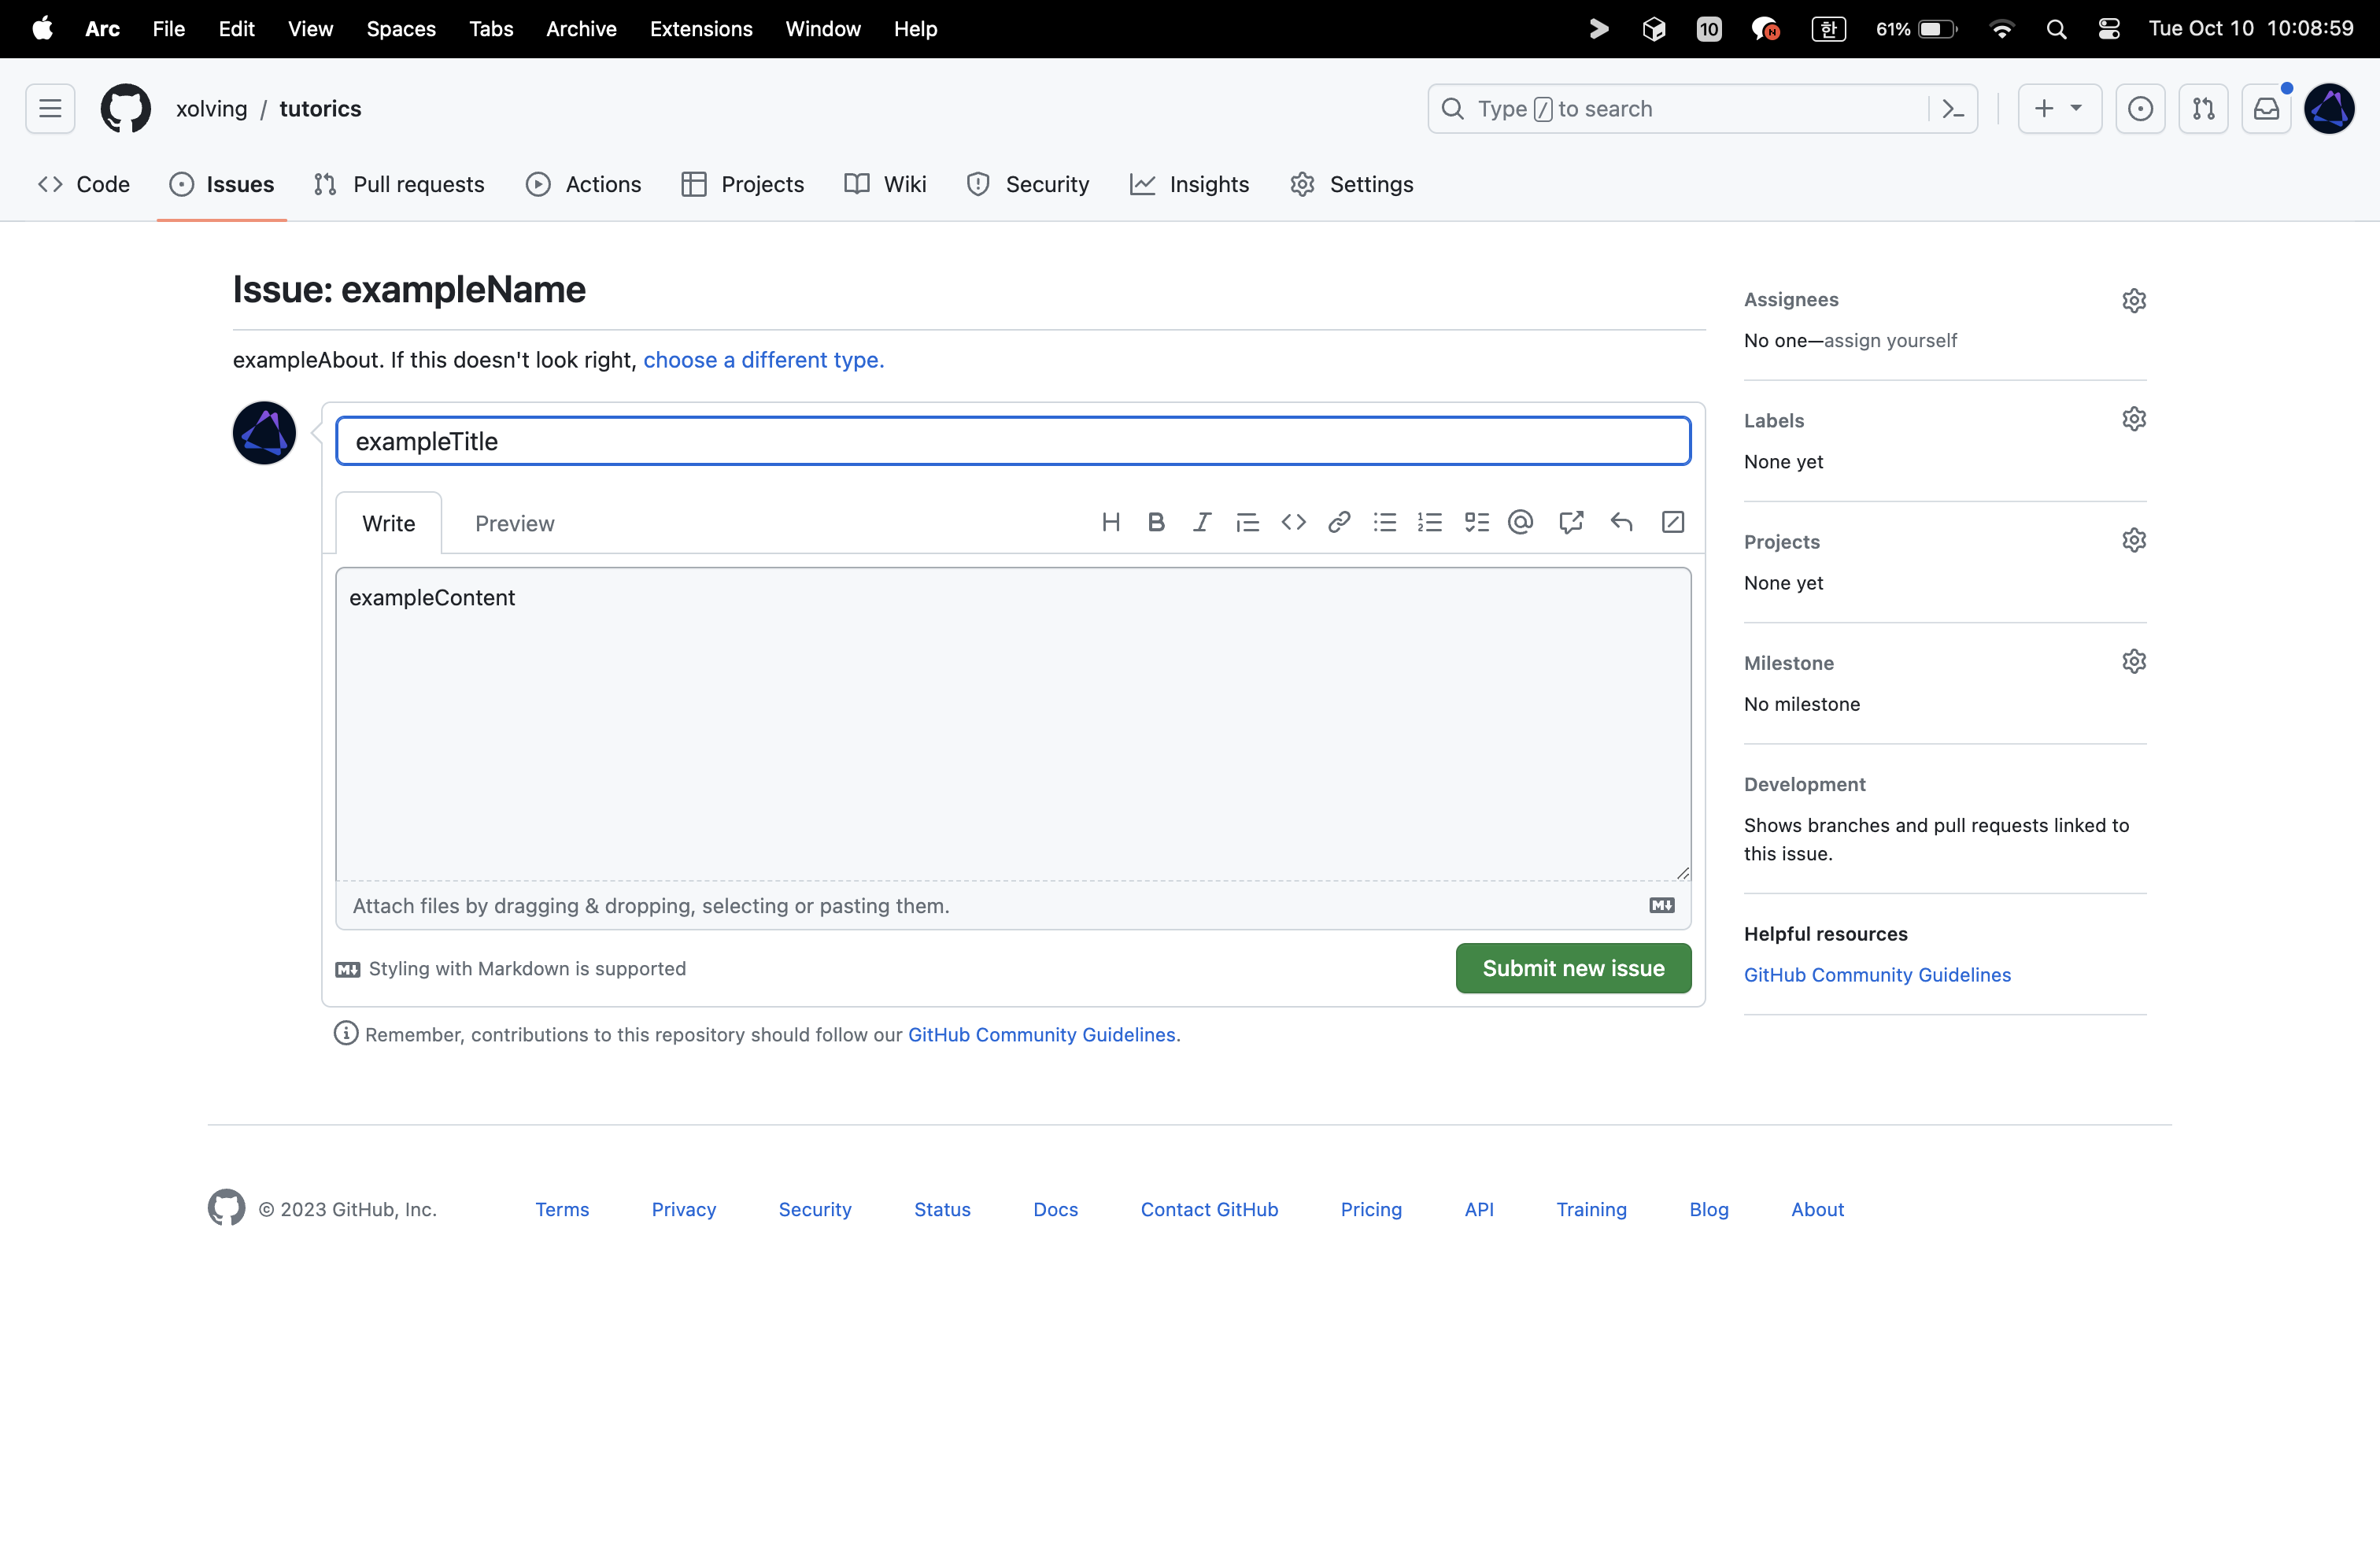 Arc File Edit View Spaces Tabs Archive Extensions Window Help 10 N 한 61% Tue Oct 10 10:08:59
xolving / tutorics Type / to search
Code Issues Pull requests Actions Projects Wiki Security Insights Settings
Issue: exampleName
exampleAbout. If this doesn't look right, choose a different type.
exampleTitle
Write Preview
exampleContent
Attach files by dragging & dropping, selecting or pasting them.
Styling with Markdown is supported
Submit new issue
Remember, contributions to this repository should follow our GitHub Community Guidelines.
Assignees
No one—assign yourself
Labels
None yet
Projects
None yet
Milestone
No milestone
Development
Shows branches and pull requests linked to
this issue.
Helpful resources
GitHub Community Guidelines
© 2023 GitHub, Inc. Terms Privacy Security Status Docs Contact GitHub Pricing API Training Blog About